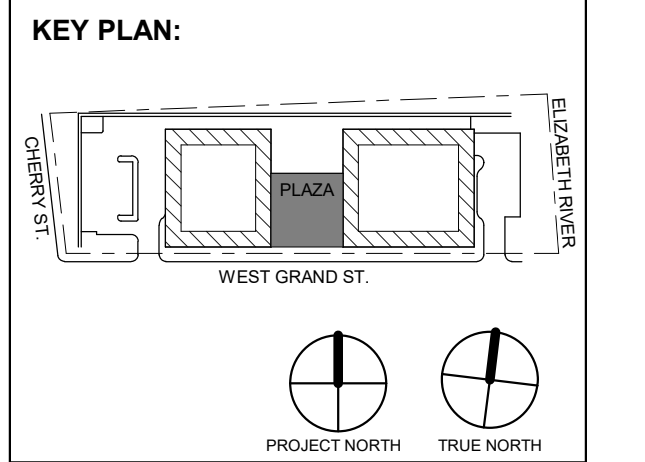 KEY PLAN:
CHERRY ST.
PLAZA
ELIZABETH RIVER
WEST GRAND ST.
PROJECT NORTH
TRUE NORTH